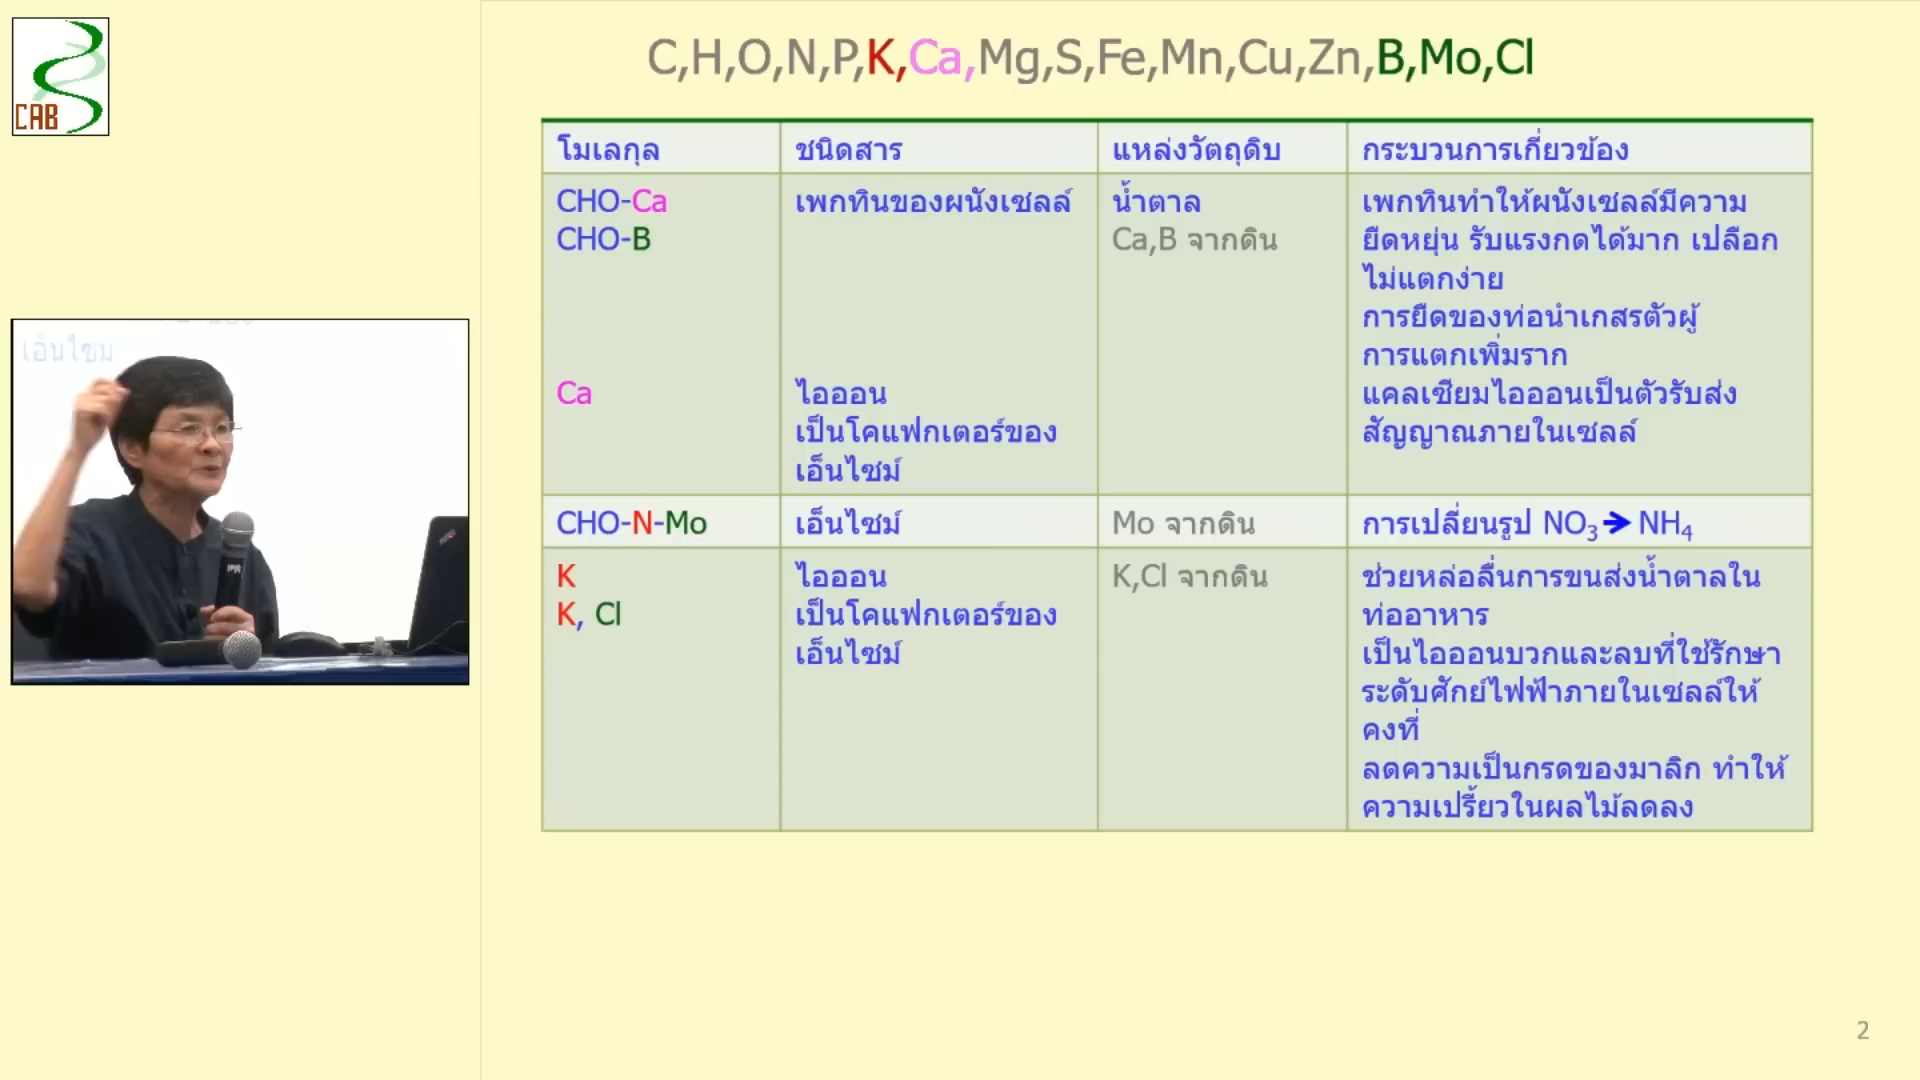 CAB
C,H,O,N,P,K,Ca,Mg,S,Fe,Mn,Cu,Zn,B,Mo,Cl
โมเลกุล ชนิดสาร แหล่งวัตถุดิบ กระบวนการเกี่ยวข้อง
CHO-Ca เพกทินของผนังเซลล์ น้ำตาล เพกทินทำให้ผนังเซลล์มีความ
CHO-B Ca,B จากดิน ยืดหยุ่น รับแรงกดได้มาก เปลือก
ไม่แตกง่าย
การยืดของท่อนำเกสรตัวผู้
การแตกเพิ่มราก
Ca ไอออน แคลเซียมไอออนเป็นตัวรับส่ง
เป็นโคแฟกเตอร์ของ สัญญาณภายในเซลล์
เอ็นไซม์
CHO-N-Mo เอ็นไซม์ Mo จากดิน การเปลี่ยนรูป NO3➔NH4
K ไอออน K,Cl จากดิน ช่วยหล่อลื่นการขนส่งน้ำตาลใน
K, Cl เป็นโคแฟกเตอร์ของ ท่ออาหาร
เอ็นไซม์ เป็นไอออนบวกและลบที่ใช้รักษา
ระดับศักย์ไฟฟ้าภายในเซลล์ให้
คงที่
ลดความเป็นกรดของมาลิก ทำให้
ความเปรี้ยวในผลไม้ลดลง
เอ็นไซม
2